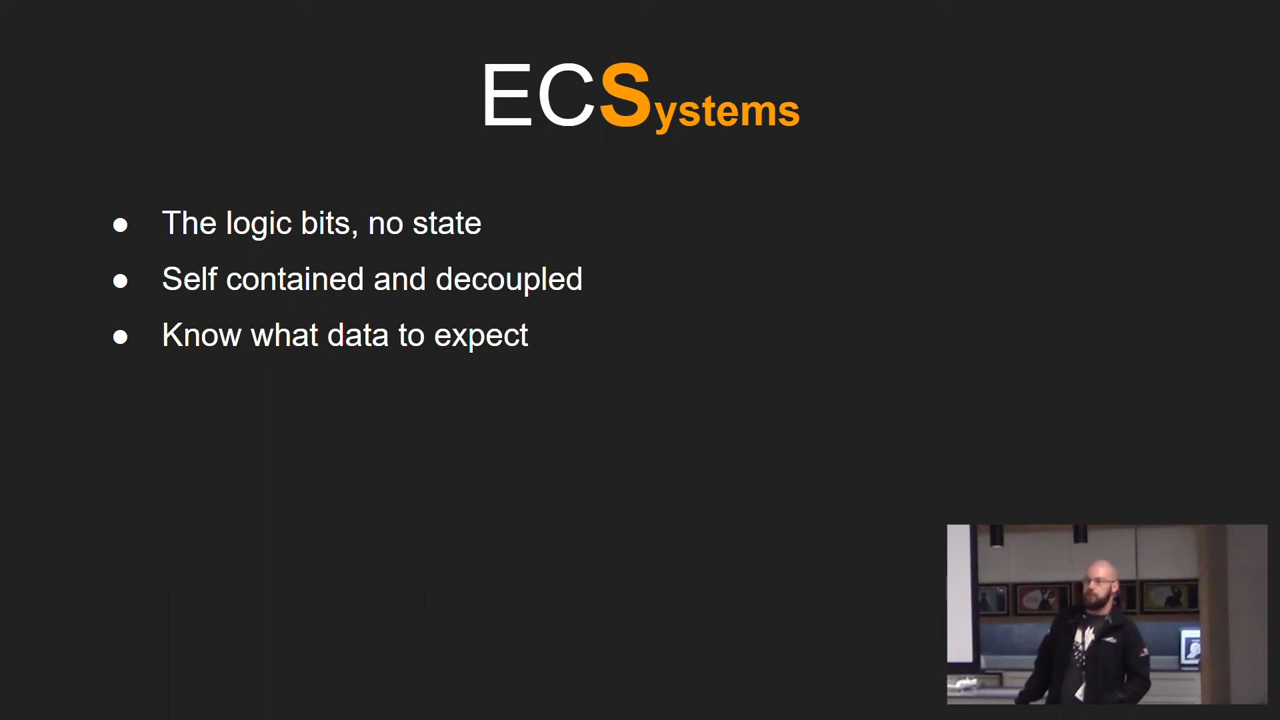 ECSystems
● The logic bits, no state
● Self contained and decoupled
● Know what data to expect